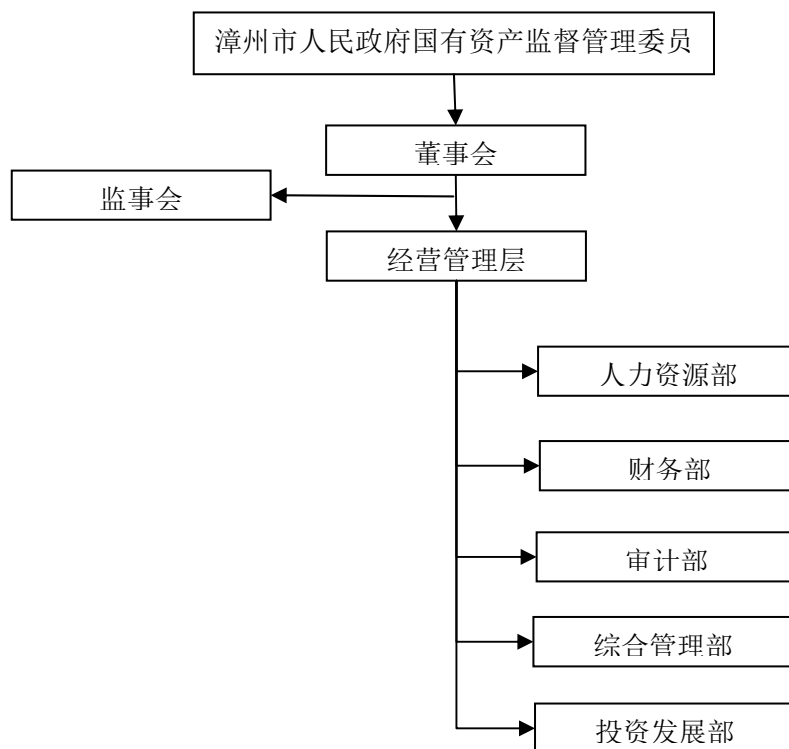 漳州市人民政府国有资产监督管理委员
董事会
监事会
经营管理层
人力资源部
财务部
审计部
综合管理部
投资发展部